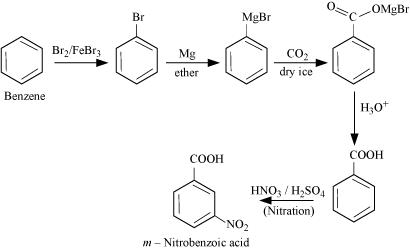 Br
MgBr
O
C
OMgBr
Br₂/FeBr₃
Mg
ether
CO₂
dry ice
Benzene
H₃O⁺
COOH
COOH
HNO₃ / H₂SO₄
(Nitration)
NO₂
m – Nitrobenzoic acid